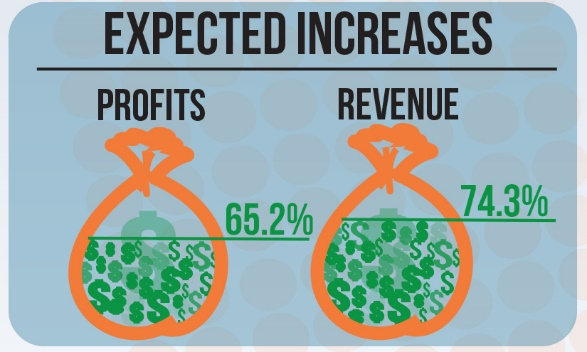 EXPECTED INCREASES
PROFITS
REVENUE
65.2%
74.3%